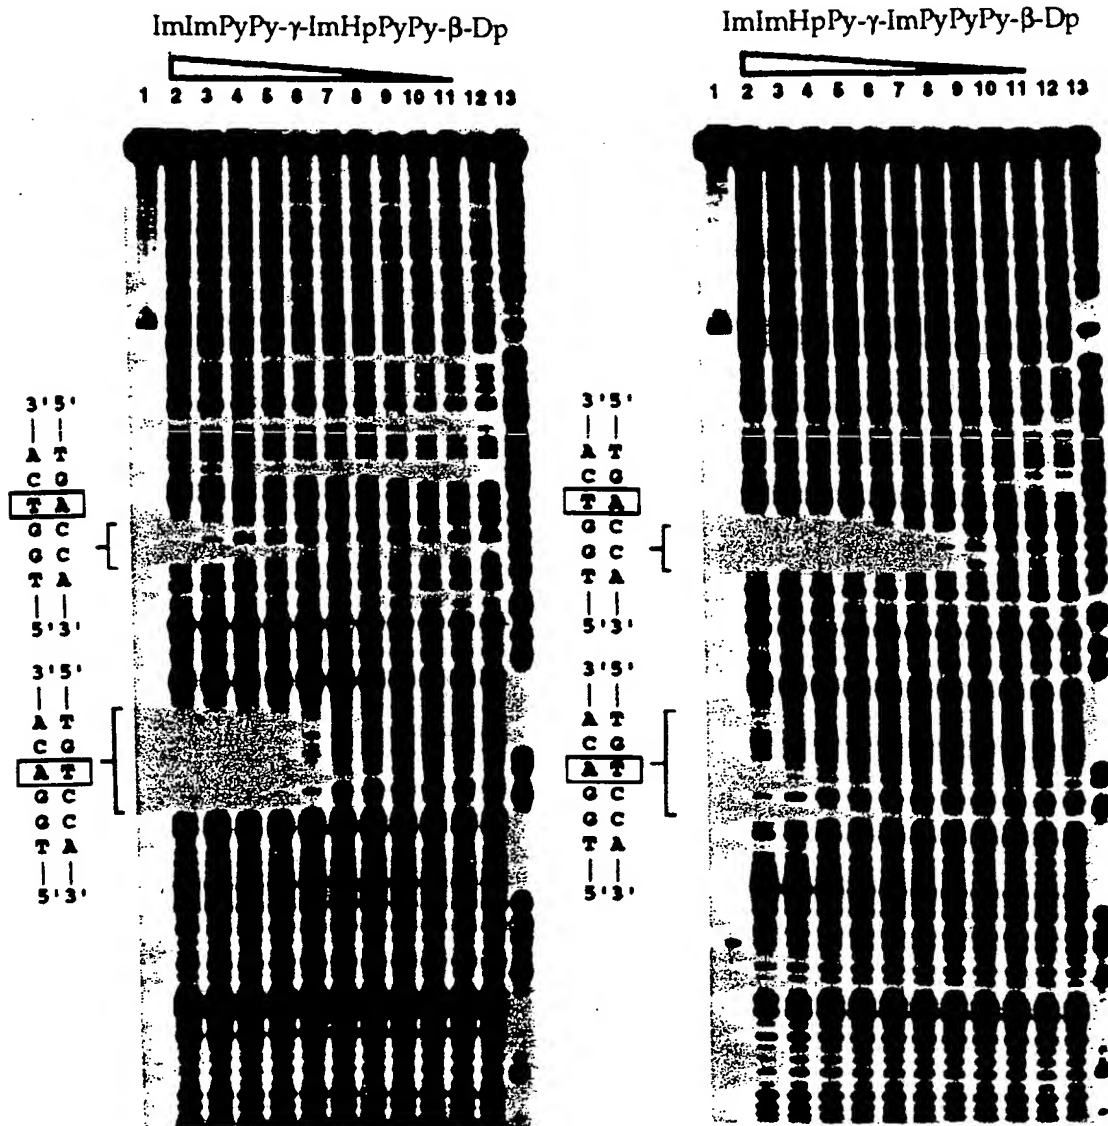 ImImPyPy-γ-ImHpPyPy-β-Dp
1 2 3 4 5 6 7 8 9 10 11 12 13
3' 5'
A T
C G
T A
G C
G C
T A
5' 3'
3' 5'
A T
C G
A T
G C
G C
T A
5' 3'
ImImHpPy-γ-ImPyPyPy-β-Dp
1 2 3 4 5 6 7 8 9 10 11 12 13
3' 5'
A T
C G
T A
G C
G C
T A
5' 3'
3' 5'
A T
C G
A T
G C
G C
T A
5' 3'